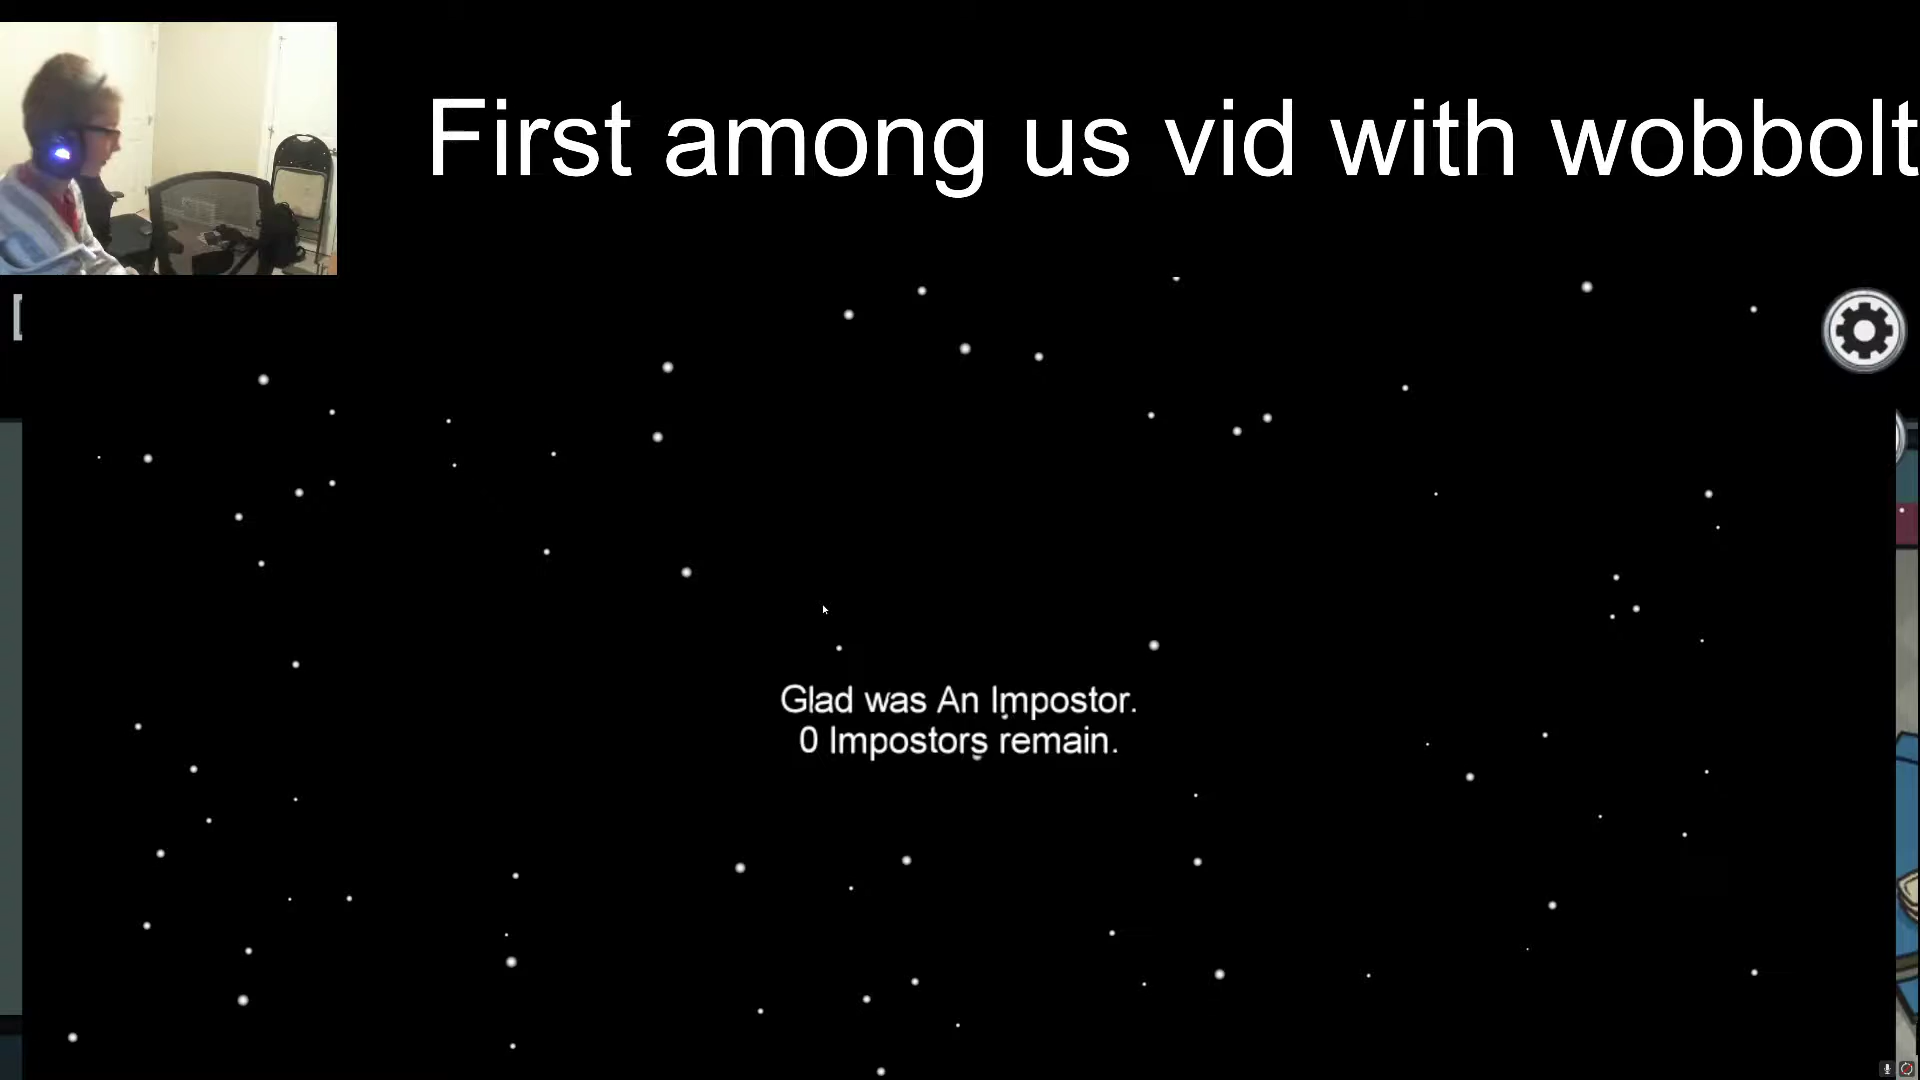 First among us vid with wobbolt
Glad was An Impostor.
0 Impostors remain.